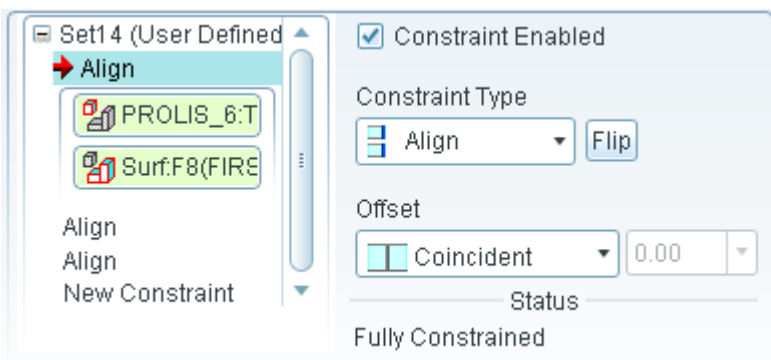 Set14 (User Defined
Align
PROLIS_6:T
Surf:F8(FIRS
Align
Align
New Constraint
Constraint Enabled
Constraint Type
Align
Flip
Offset
Coincident
0.00
Status
Fully Constrained